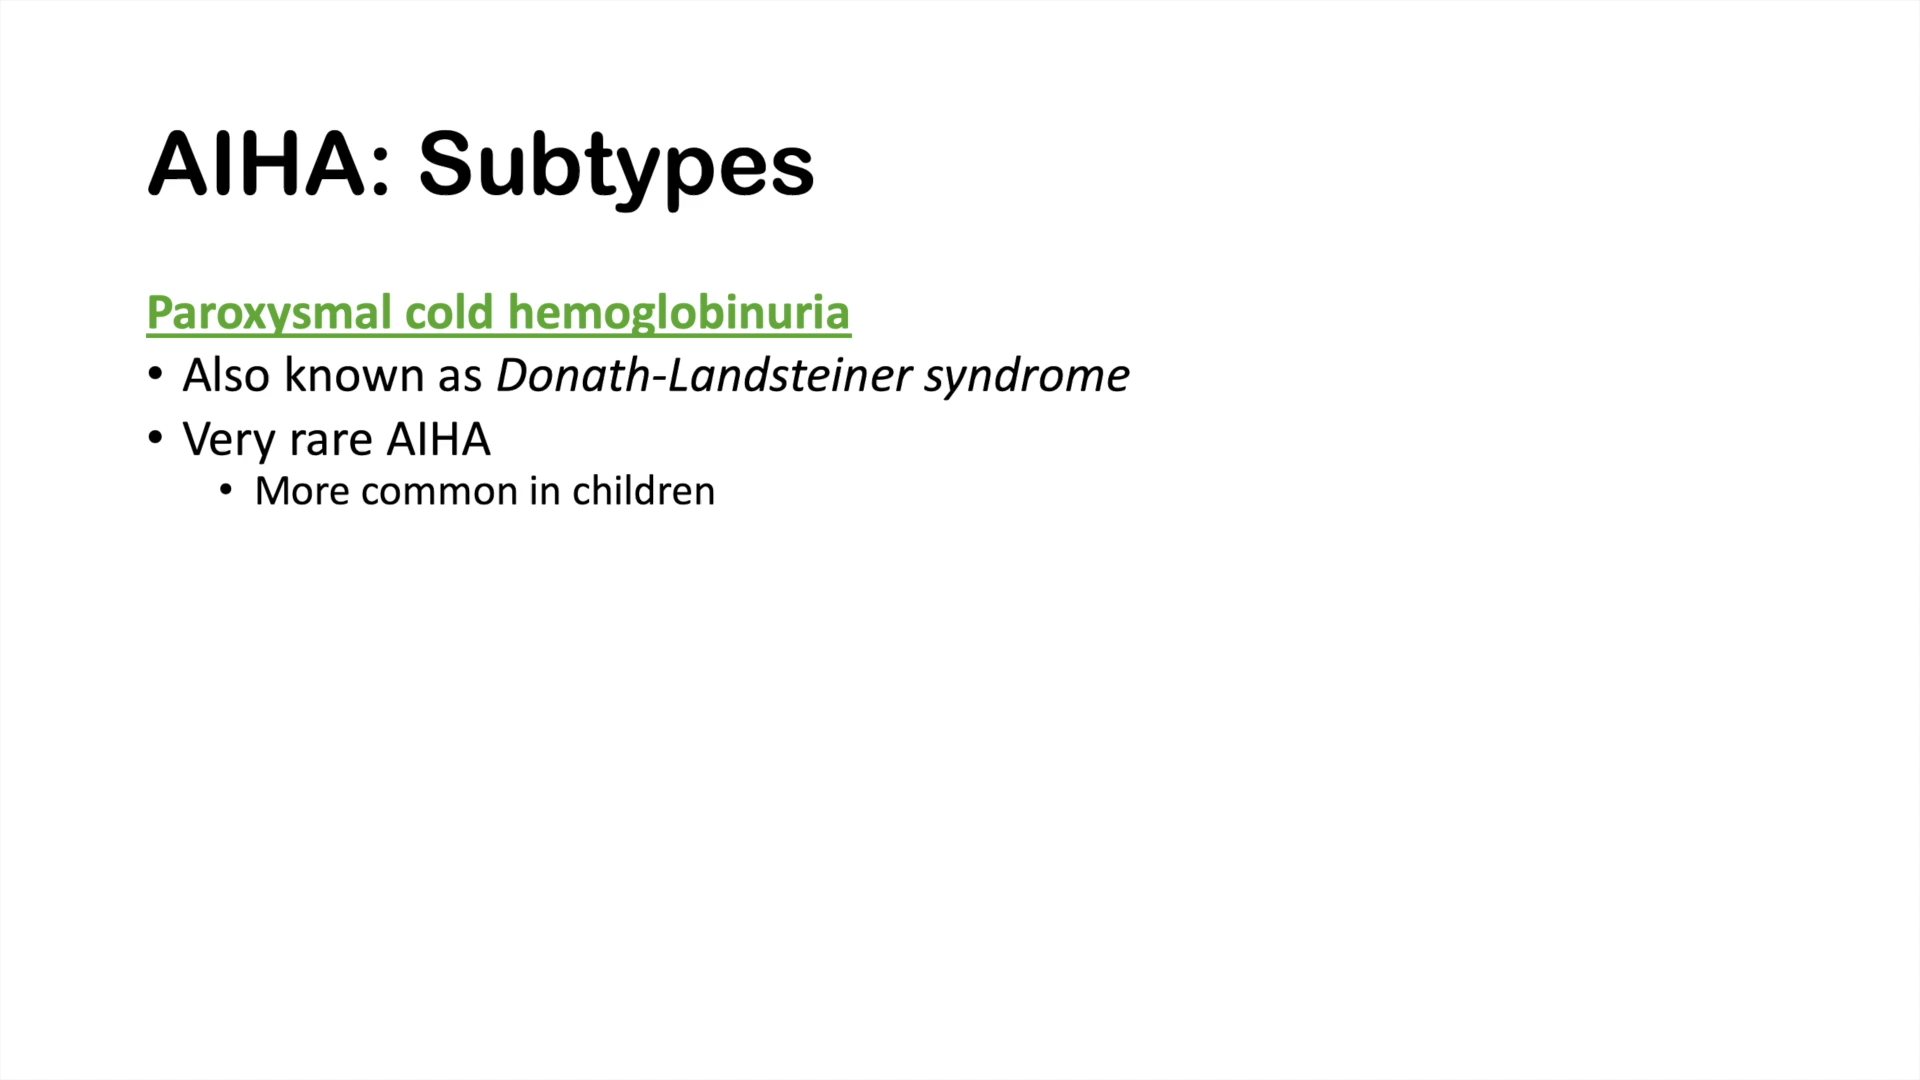 AIHA: Subtypes
Paroxysmal cold hemoglobinuria
• Also known as Donath-Landsteiner syndrome
• Very rare AIHA
• More common in children